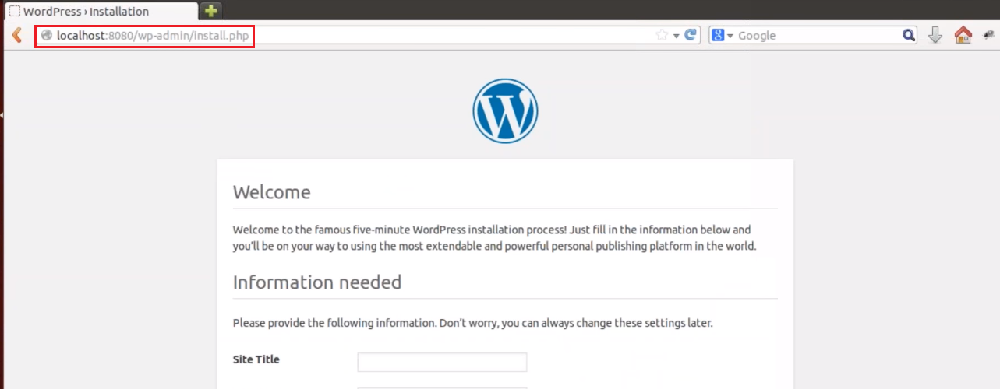 WordPress › Installation
localhost:8080/wp-admin/install.php
Google
Welcome
Welcome to the famous five-minute WordPress installation process! Just fill in the information below and
you’ll be on your way to using the most extendable and powerful personal publishing platform in the world.
Information needed
Please provide the following information. Don’t worry, you can always change these settings later.
Site Title